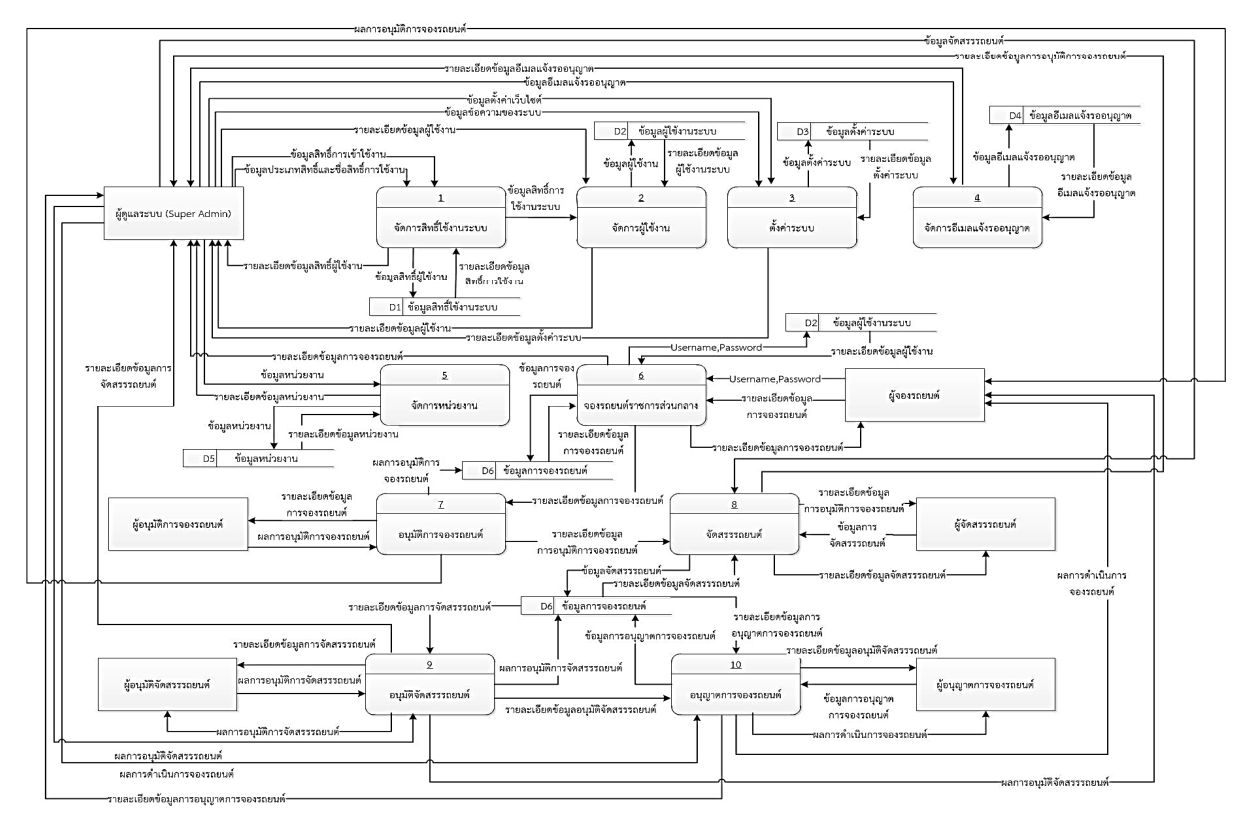 ผลการอนุมัติการจองรถยนต์
ข้อมูลจัดสรรรถยนต์
รายละเอียดข้อมูลการอนุมัติการจองรถยนต์
รายละเอียดข้อมูลอีเมลแจ้งรออนุญาต
ข้อมูลอีเมลแจ้งรออนุญาต
ข้อมูลตั้งค่าเว็บไซต์
ข้อมูลข้อความของระบบ
รายละเอียดข้อมูลผู้ใช้งาน
D2 ข้อมูลผู้ใช้งานระบบ
D3 ข้อมูลตั้งค่าระบบ
D4 ข้อมูลอีเมลแจ้งรออนุญาต
ข้อมูลสิทธิ์การเข้าใช้งาน
ข้อมูลประเภทสิทธิ์และชื่อสิทธิ์การใช้งาน
ข้อมูลผู้ใช้งาน
รายละเอียดข้อมูล
ผู้ใช้งานระบบ
ข้อมูลตั้งค่าระบบ
รายละเอียดข้อมูล
ตั้งค่าระบบ
ข้อมูลอีเมลแจ้งรออนุญาต
รายละเอียดข้อมูล
อีเมลแจ้งรออนุญาต
ผู้ดูแลระบบ (Super Admin)
1
จัดการสิทธิ์ใช้งานระบบ
ข้อมูลสิทธิ์การ
ใช้งานระบบ
2
จัดการผู้ใช้งาน
3
ตั้งค่าระบบ
4
จัดการอีเมลแจ้งรออนุญาต
รายละเอียดข้อมูลสิทธิ์ผู้ใช้งาน
ข้อมูลสิทธิ์ผู้ใช้งาน
รายละเอียดข้อมูล
สิทธิ์การใช้งาน
D1 ข้อมูลสิทธิ์ใช้งานระบบ
รายละเอียดข้อมูลผู้ใช้งาน
รายละเอียดข้อมูลตั้งค่าระบบ
D2 ข้อมูลผู้ใช้งานระบบ
Username,Password
รายละเอียดข้อมูลผู้ใช้งาน
รายละเอียดข้อมูลการจองรถยนต์
รายละเอียดข้อมูลการ
จัดสรรรถยนต์
ข้อมูลหน่วยงาน
รายละเอียดข้อมูลหน่วยงาน
5
จัดการหน่วยงาน
ข้อมูลการจอง
รถยนต์
6
จองรถยนต์ราชการส่วนกลาง
Username,Password
รายละเอียดข้อมูล
การจองรถยนต์
ผู้จองรถยนต์
ข้อมูลหน่วยงาน
รายละเอียดข้อมูลหน่วยงาน
D5 ข้อมูลหน่วยงาน
รายละเอียดข้อมูล
การจองรถยนต์
รายละเอียดข้อมูลการจองรถยนต์
ผลการอนุมัติการ
จองรถยนต์
D6 ข้อมูลการจองรถยนต์
รายละเอียดข้อมูลการจองรถยนต์
ผู้อนุมัติการจองรถยนต์
รายละเอียดข้อมูล
การจองรถยนต์
ผลการอนุมัติการจองรถยนต์
7
อนุมัติการจองรถยนต์
รายละเอียดข้อมูล
การอนุมัติการจองรถยนต์
8
จัดสรรรถยนต์
รายละเอียดข้อมูล
การอนุมัติการจองรถยนต์
ข้อมูลการ
จัดสรรรถยนต์
ผู้จัดสรรรถยนต์
ข้อมูลจัดสรรรถยนต์
รายละเอียดข้อมูลจัดสรรรถยนต์
รายละเอียดข้อมูลจัดสรรรถยนต์
ผลการดำเนินการ
จองรถยนต์
รายละเอียดข้อมูลการจัดสรรรถยนต์
D6 ข้อมูลการจองรถยนต์
รายละเอียดข้อมูลการ
อนุญาตการจองรถยนต์
ข้อมูลการอนุญาตการจองรถยนต์
รายละเอียดข้อมูลการจัดสรรรถยนต์
ผู้อนุมัติจัดสรรรถยนต์
ผลการอนุมัติการจัดสรรรถยนต์
9
อนุมัติจัดสรรรถยนต์
ผลการอนุมัติการจัดสรรรถยนต์
รายละเอียดข้อมูลอนุมัติจัดสรรรถยนต์
10
อนุญาตการจองรถยนต์
รายละเอียดข้อมูลอนุมัติจัดสรรรถยนต์
ข้อมูลการอนุญาต
การจองรถยนต์
ผู้อนุญาตการจองรถยนต์
ผลการอนุมัติการจัดสรรรถยนต์
ผลการดำเนินการจองรถยนต์
ผลการอนุมัติจัดสรรรถยนต์
ผลการดำเนินการจองรถยนต์
ผลการอนุมัติจัดสรรรถยนต์
รายละเอียดข้อมูลการอนุญาตการจองรถยนต์